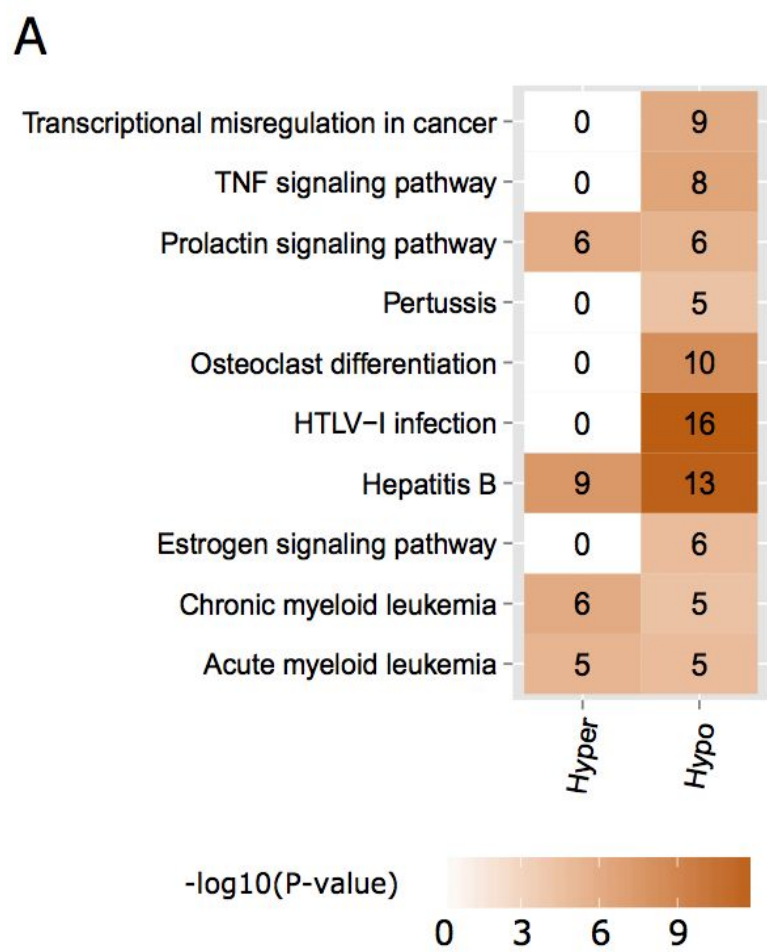 A
Transcriptional misregulation in cancer 0 9
TNF signaling pathway 0 8
Prolactin signaling pathway 6 6
Pertussis 0 5
Osteoclast differentiation 0 10
HTLV−I infection 0 16
Hepatitis B 9 13
Estrogen signaling pathway 0 6
Chronic myeloid leukemia 6 5
Acute myeloid leukemia 5 5
Hyper Hypo
-log10(P-value)
0 3 6 9